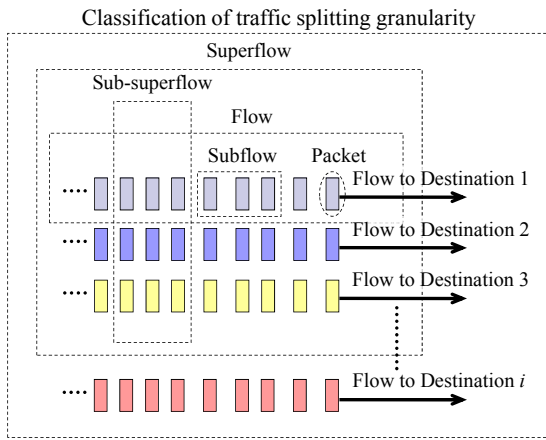 Classification of traffic splitting granularity
Superflow
Sub-superflow
Flow
Subflow
Packet
Flow to Destination 1
Flow to Destination 2
Flow to Destination 3
Flow to Destination i